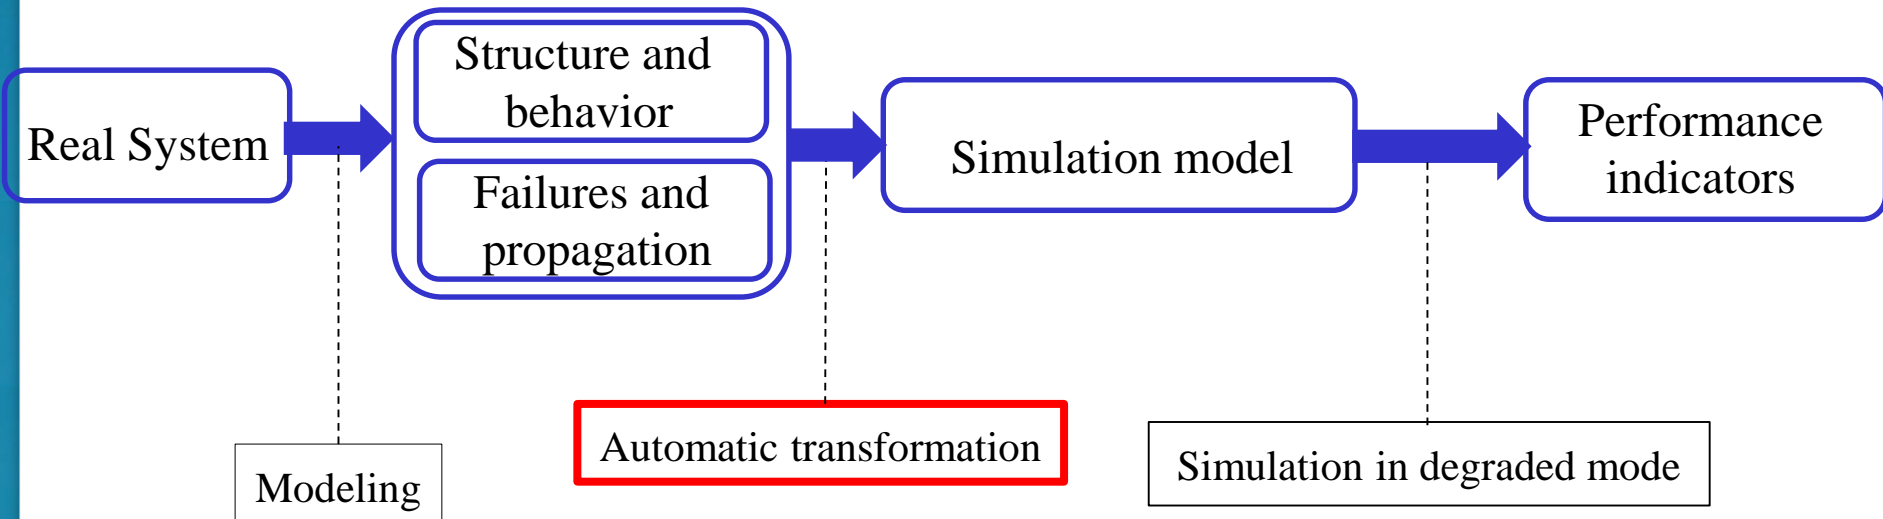 Real System
Structure and
behavior
Failures and
propagation
Simulation model
Performance
indicators
Modeling
Automatic transformation
Simulation in degraded mode